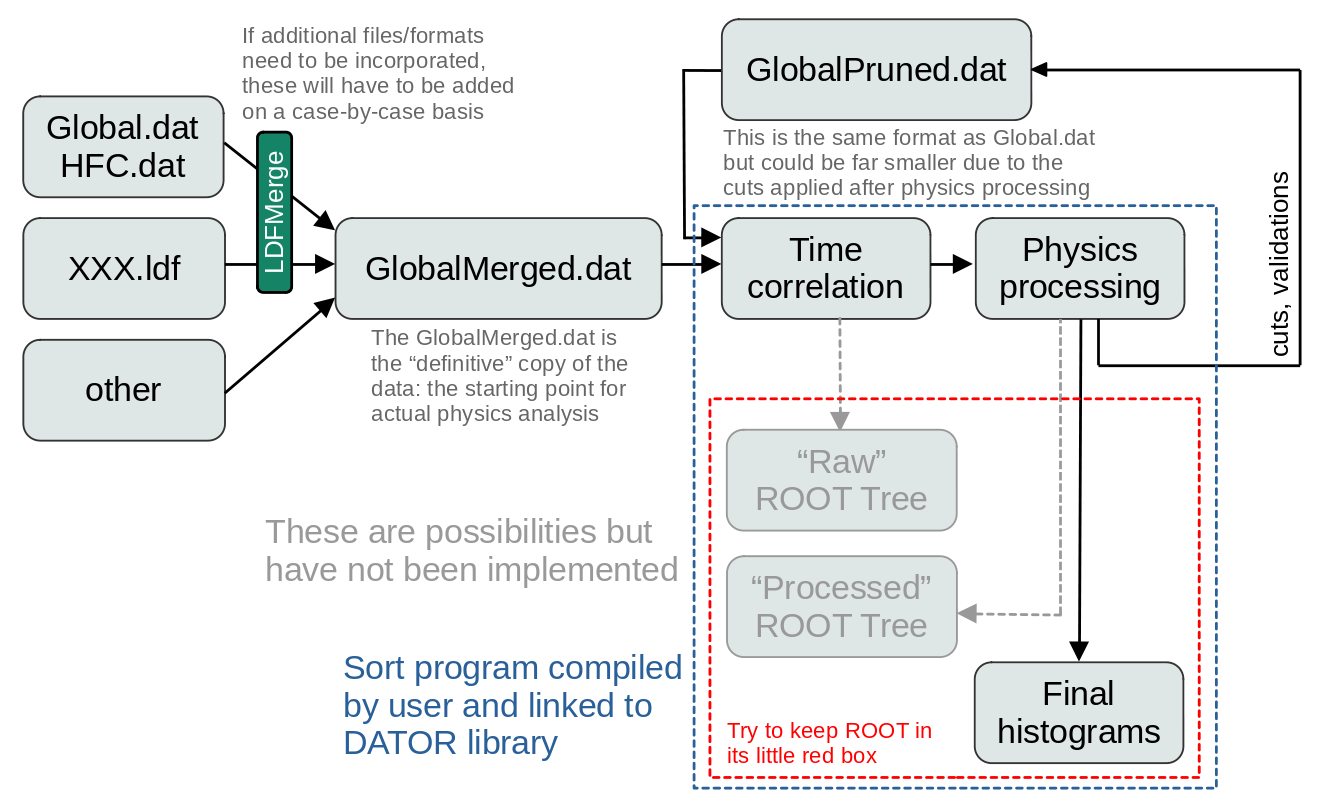 If additional files/formats
need to be incorporated,
these will have to be added
on a case-by-case basis
GlobalPruned.dat
This is the same format as Global.dat
but could be far smaller due to the
cuts applied after physics processing
Global.dat
HFC.dat
LDFMerge
XXX.ldf
other
GlobalMerged.dat
The GlobalMerged.dat is
the “definitive” copy of the
data: the starting point for
actual physics analysis
Time
correlation
Physics
processing
cuts, validations
“Raw”
ROOT Tree
“Processed”
ROOT Tree
These are possibilities but
have not been implemented
Sort program compiled
by user and linked to
DATOR library
Try to keep ROOT in
its little red box
Final
histograms